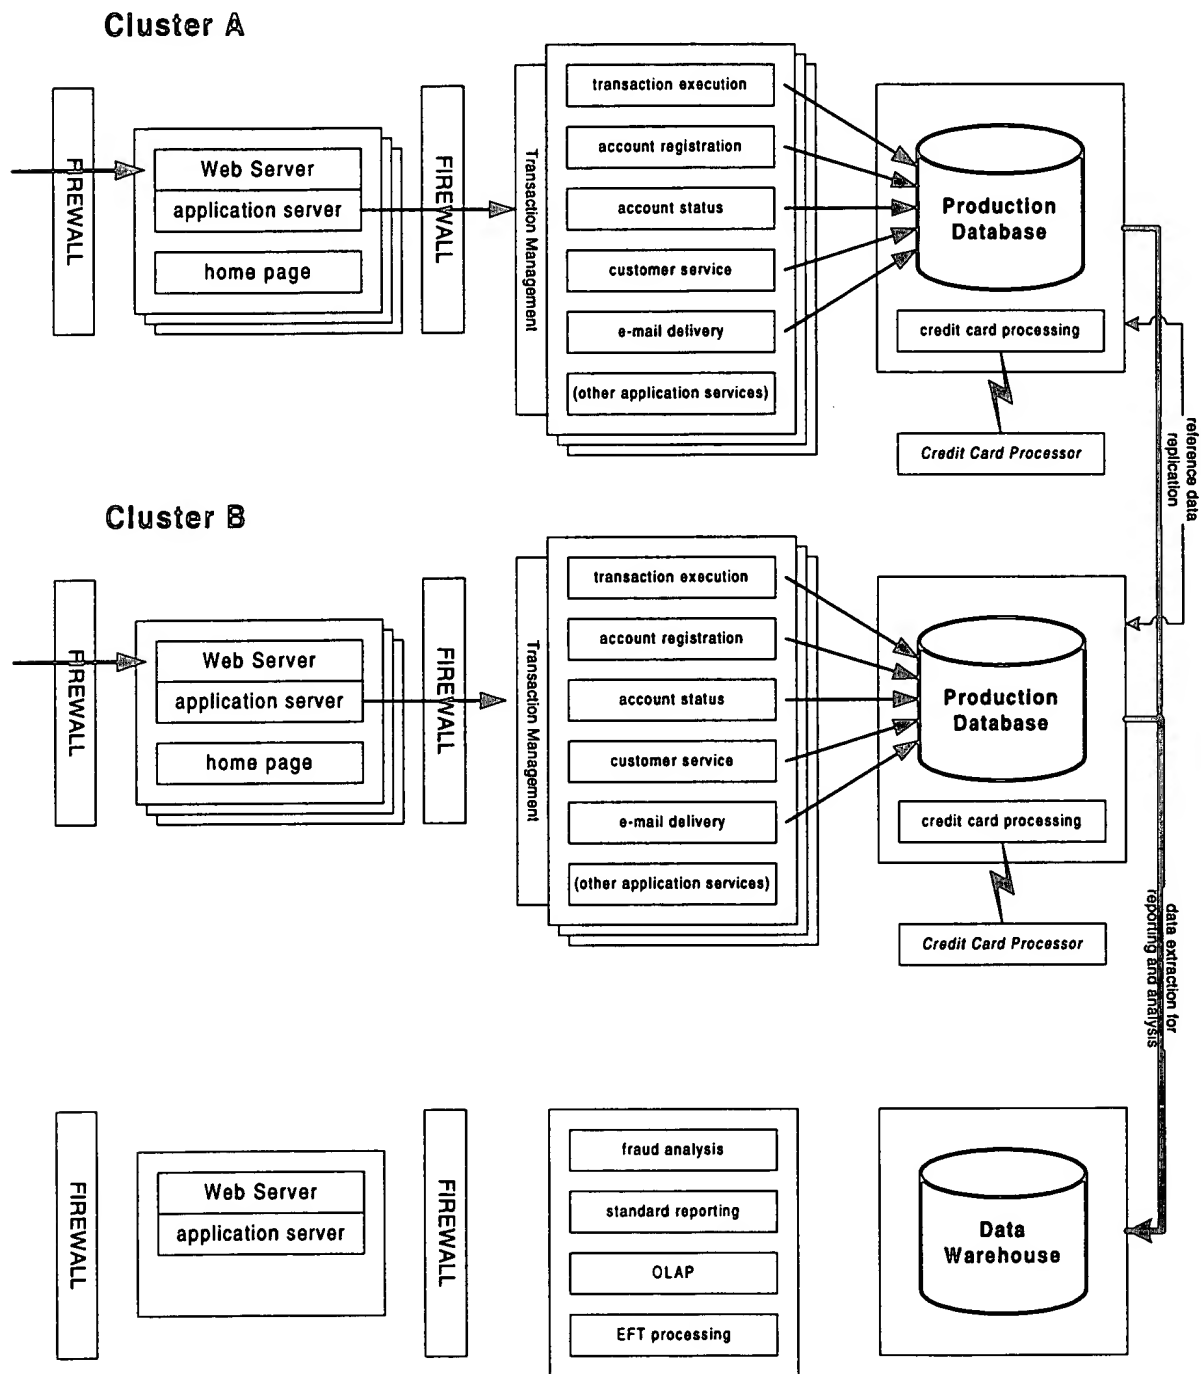 Cluster A
FIREWALL
Web Server
application server
home page
FIREWALL
Transaction Management
transaction execution
account registration
account status
customer service
e-mail delivery
(other application services)
Production
Database
credit card processing
Credit Card Processor
reference data
replication
Cluster B
FIREWALL
Web Server
application server
home page
FIREWALL
Transaction Management
transaction execution
account registration
account status
customer service
e-mail delivery
(other application services)
Production
Database
credit card processing
Credit Card Processor
data extraction for
reporting and analysis
FIREWALL
Web Server
application server
FIREWALL
fraud analysis
standard reporting
OLAP
EFT processing
Data
Warehouse